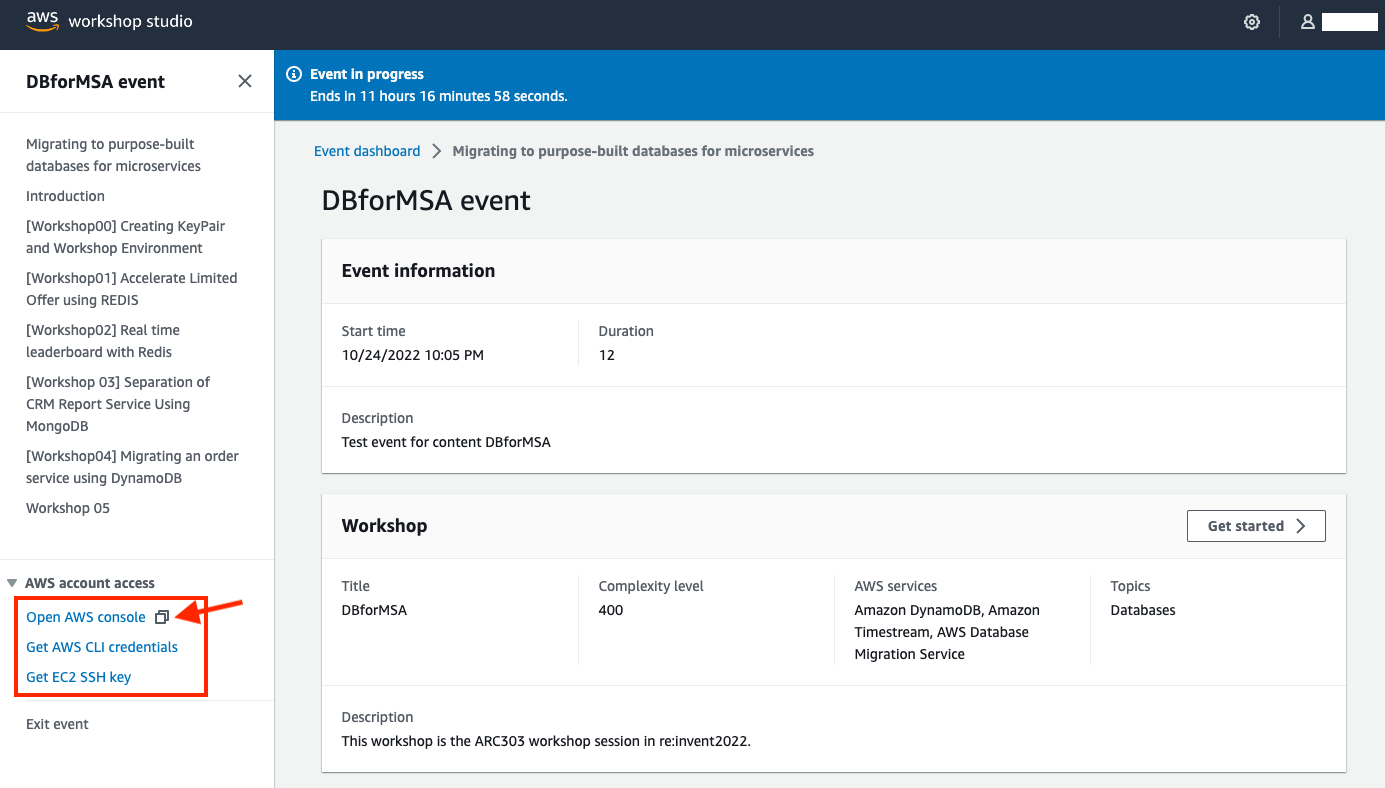 aws workshop studio
DBforMSA event
Migrating to purpose-built
databases for microservices
Introduction
[Workshop00] Creating KeyPair
and Workshop Environment
[Workshop01] Accelerate Limited
Offer using REDIS
[Workshop02] Real time
leaderboard with Redis
[Workshop 03] Separation of
CRM Report Service Using
MongoDB
[Workshop04] Migrating an order
service using DynamoDB
Workshop 05
AWS account access
Open AWS console
Get AWS CLI credentials
Get EC2 SSH key
Exit event
Event in progress
Ends in 11 hours 16 minutes 58 seconds.
Event dashboard Migrating to purpose-built databases for microservices
DBforMSA event
Event information
Start time
10/24/2022 10:05 PM
Duration
12
Description
Test event for content DBforMSA
Workshop
Get started
Title
DBforMSA
Complexity level
400
AWS services
Amazon DynamoDB, Amazon
Timestream, AWS Database
Migration Service
Topics
Databases
Description
This workshop is the ARC303 workshop session in re:invent2022.